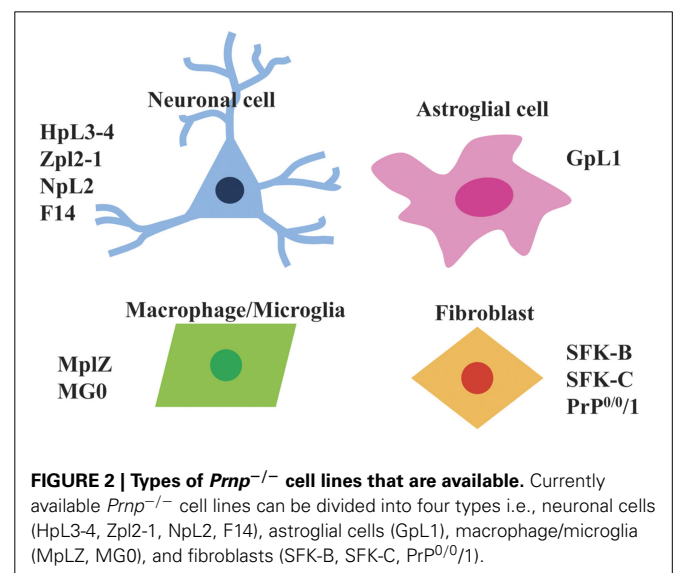 Neuronal cell
HpL3-4
Zpl2-1
NpL2
F14
Astroglial cell
GpL1
Macrophage/Microglia
MplZ
MG0
Fibroblast
SFK-B
SFK-C
PrP⁰/⁰/1
FIGURE 2 | Types of Prnp⁻/⁻ cell lines that are available. Currently
available Prnp⁻/⁻ cell lines can be divided into four types i.e., neuronal cells
(HpL3-4, Zpl2-1, NpL2, F14), astroglial cells (GpL1), macrophage/microglia
(MpLZ, MG0), and fibroblasts (SFK-B, SFK-C, PrP⁰/⁰/1).